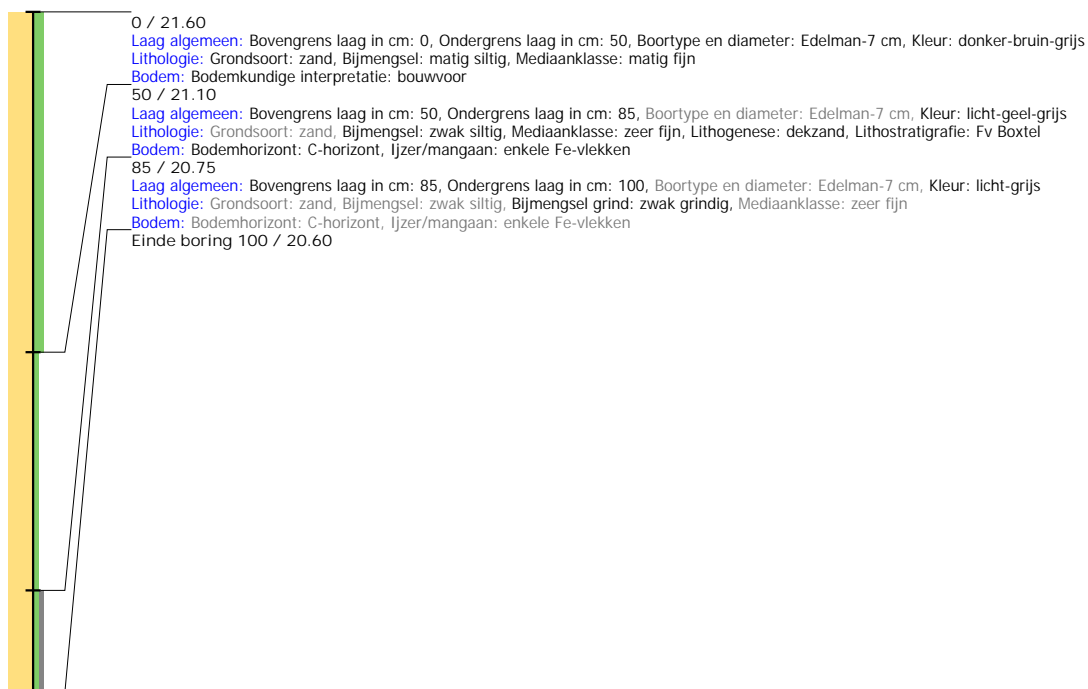 0 / 21.60
Laag algemeen: Bovengrens laag in cm: 0, Ondergrens laag in cm: 50, Boortype en diameter: Edelman-7 cm, Kleur: donker-bruin-grijs
Lithologie: Grondsoort: zand, Bijmengsel: matig siltig, Mediaanklasse: matig fijn
Bodem: Bodemkundige interpretatie: bouwvoor
50 / 21.10
Laag algemeen: Bovengrens laag in cm: 50, Ondergrens laag in cm: 85, Boortype en diameter: Edelman-7 cm, Kleur: licht-geel-grijs
Lithologie: Grondsoort: zand, Bijmengsel: zwak siltig, Mediaanklasse: zeer fijn, Lithogenese: dekzand, Lithostratigrafie: Fv Boxtel
Bodem: Bodemhorizont: C-horizont, Ijzer/mangaan: enkele Fe-vlekken
85 / 20.75
Laag algemeen: Bovengrens laag in cm: 85, Ondergrens laag in cm: 100, Boortype en diameter: Edelman-7 cm, Kleur: licht-grijs
Lithologie: Grondsoort: zand, Bijmengsel: zwak siltig, Bijmengsel grind: zwak grindig, Mediaanklasse: zeer fijn
Bodem: Bodemhorizont: C-horizont, Ijzer/mangaan: enkele Fe-vlekken
Einde boring 100 / 20.60